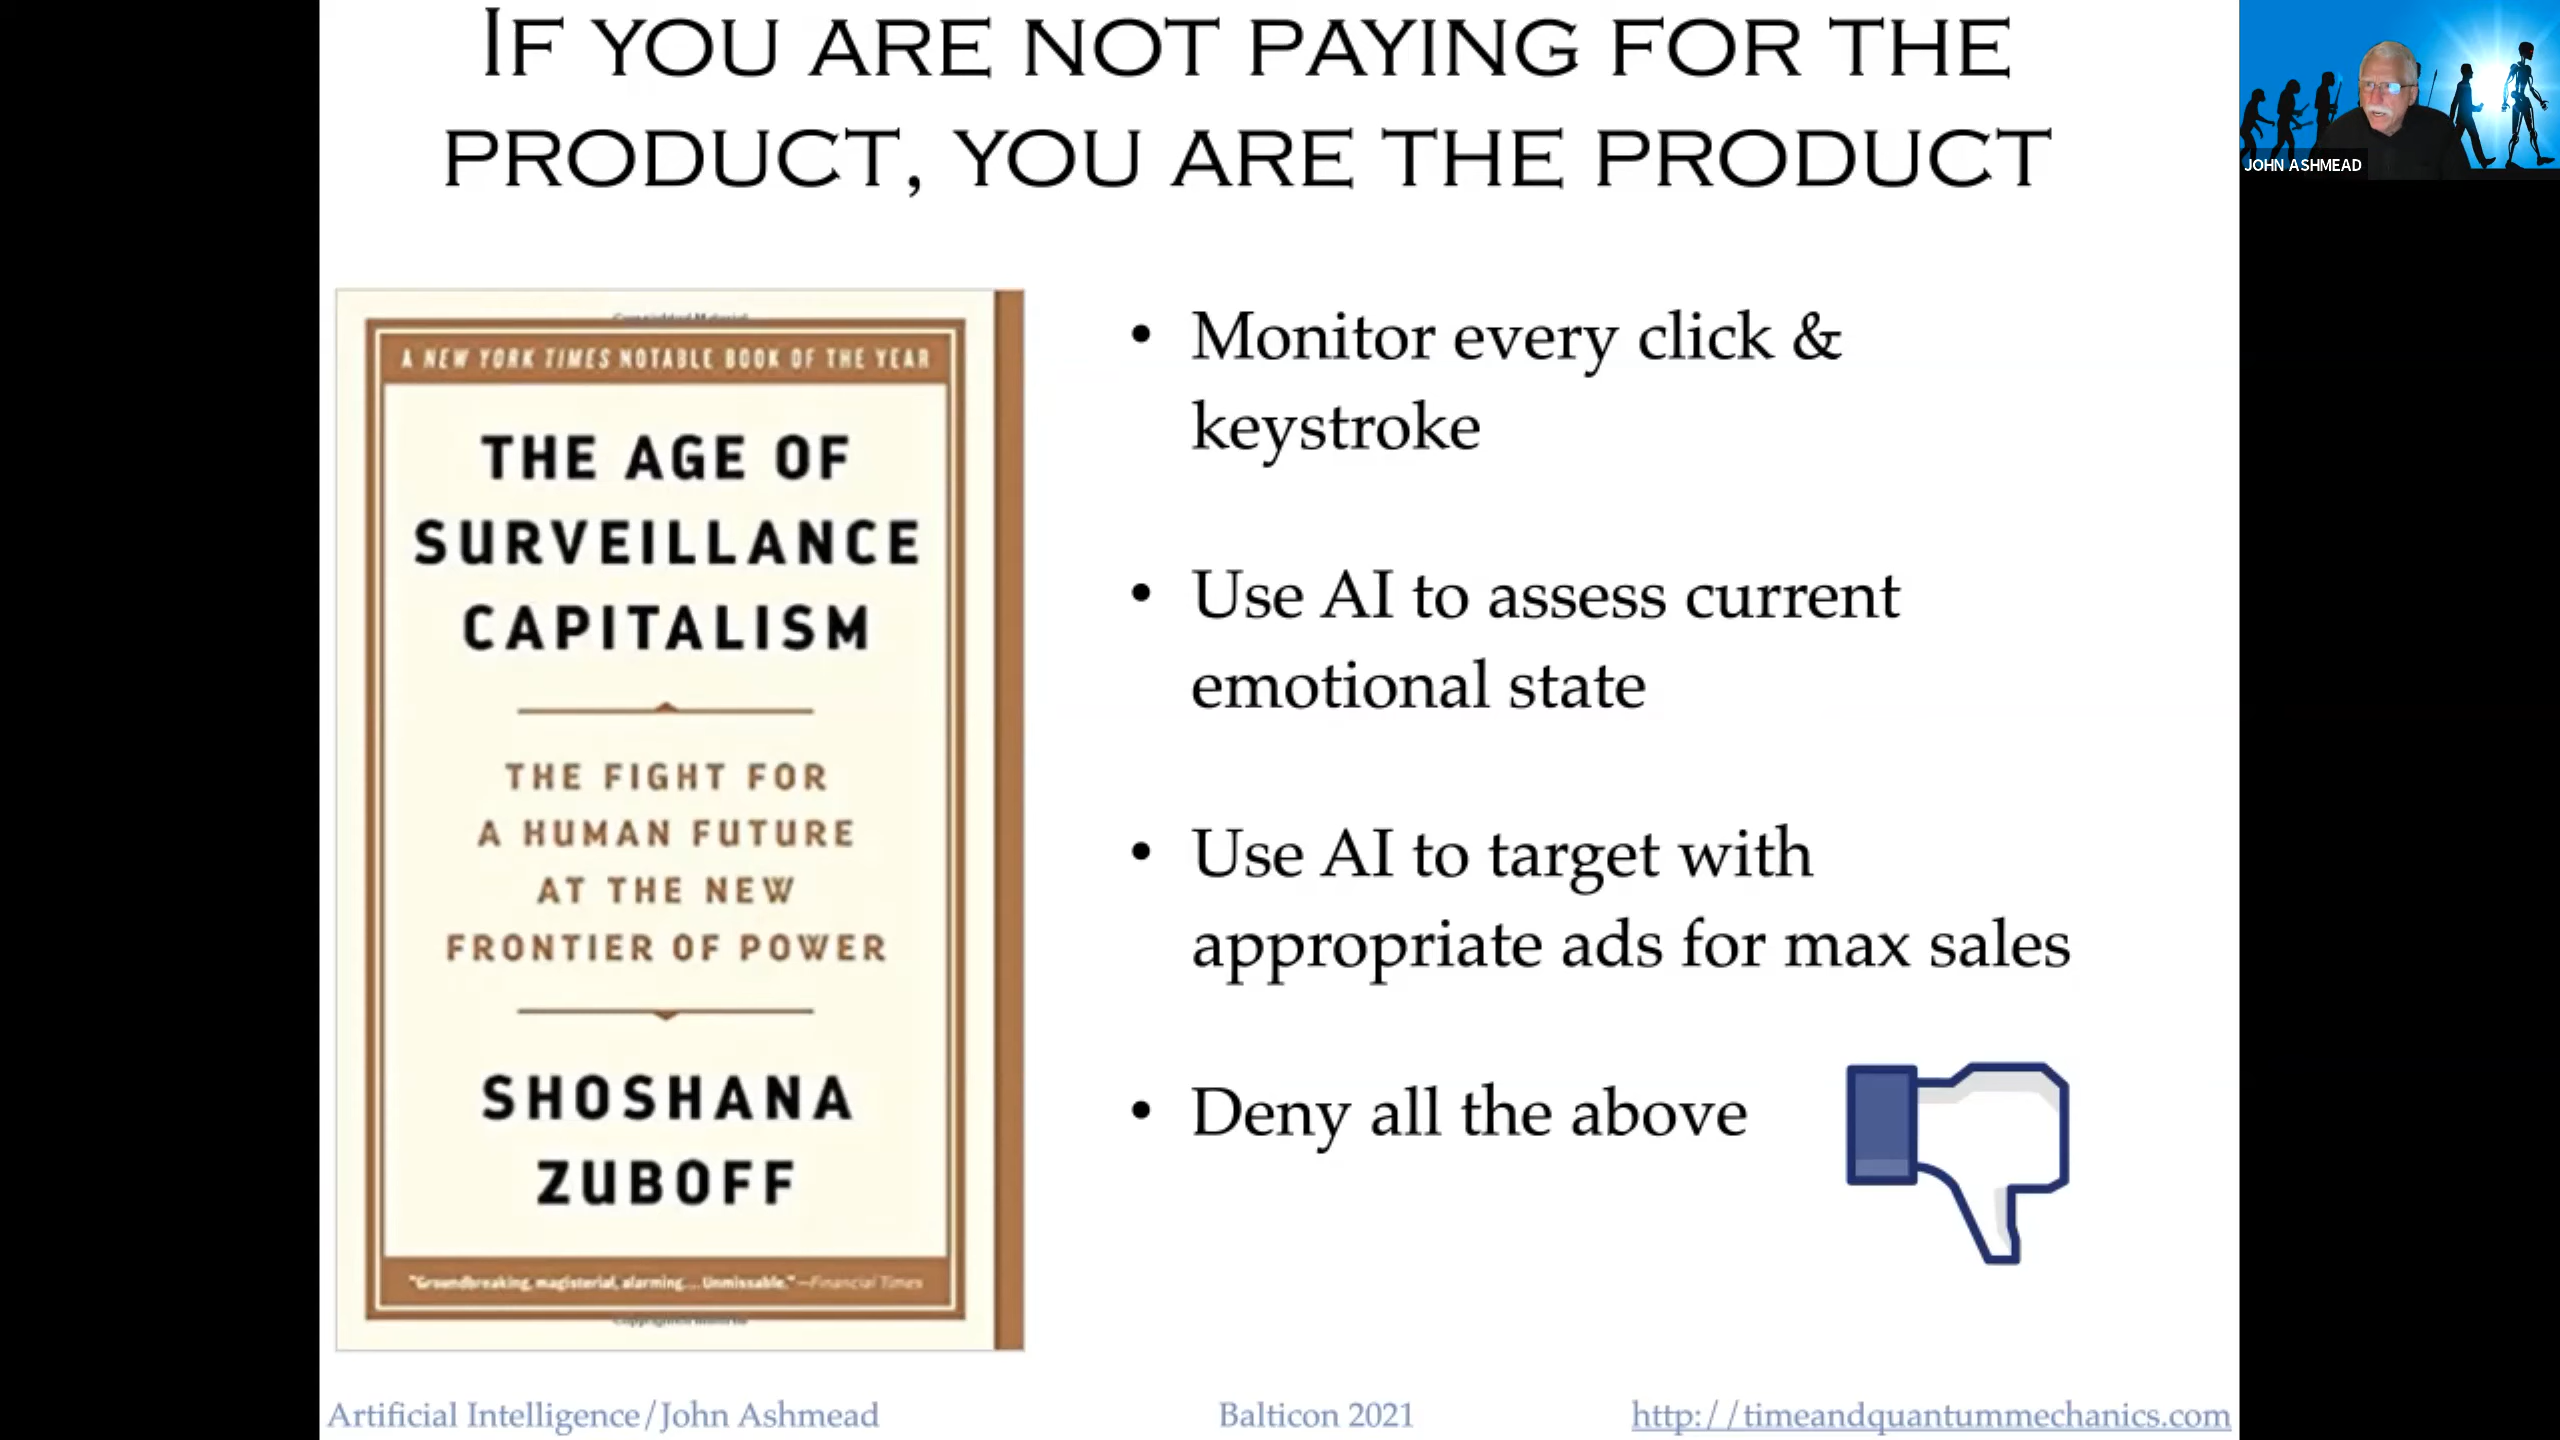 IF YOU ARE NOT PAYING FOR THE
PRODUCT, YOU ARE THE PRODUCT
JOHN ASHMEAD
A NEW YORK TIMES NOTABLE BOOK OF THE YEAR
THE AGE OF
SURVEILLANCE
CAPITALISM
THE FIGHT FOR
A HUMAN FUTURE
AT THE NEW
FRONTIER OF POWER
SHOSHANA
ZUBOFF
"Groundbreaking, magisterial, alarming.... Unmissable." —Financial Times
Copyrighted Material
• Monitor every click &
keystroke
• Use AI to assess current
emotional state
• Use AI to target with
appropriate ads for max sales
• Deny all the above
Artificial Intelligence/John Ashmead
Balticon 2021
http://timeandquantummechanics.com